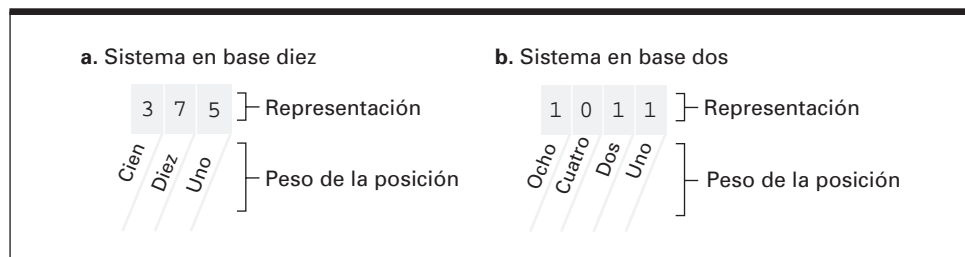 a. Sistema en base diez
3 7 5
Representación
Cien
Diez
Uno
Peso de la posición
b. Sistema en base dos
1 0 1 1
Representación
Ocho
Cuatro
Dos
Uno
Peso de la posición